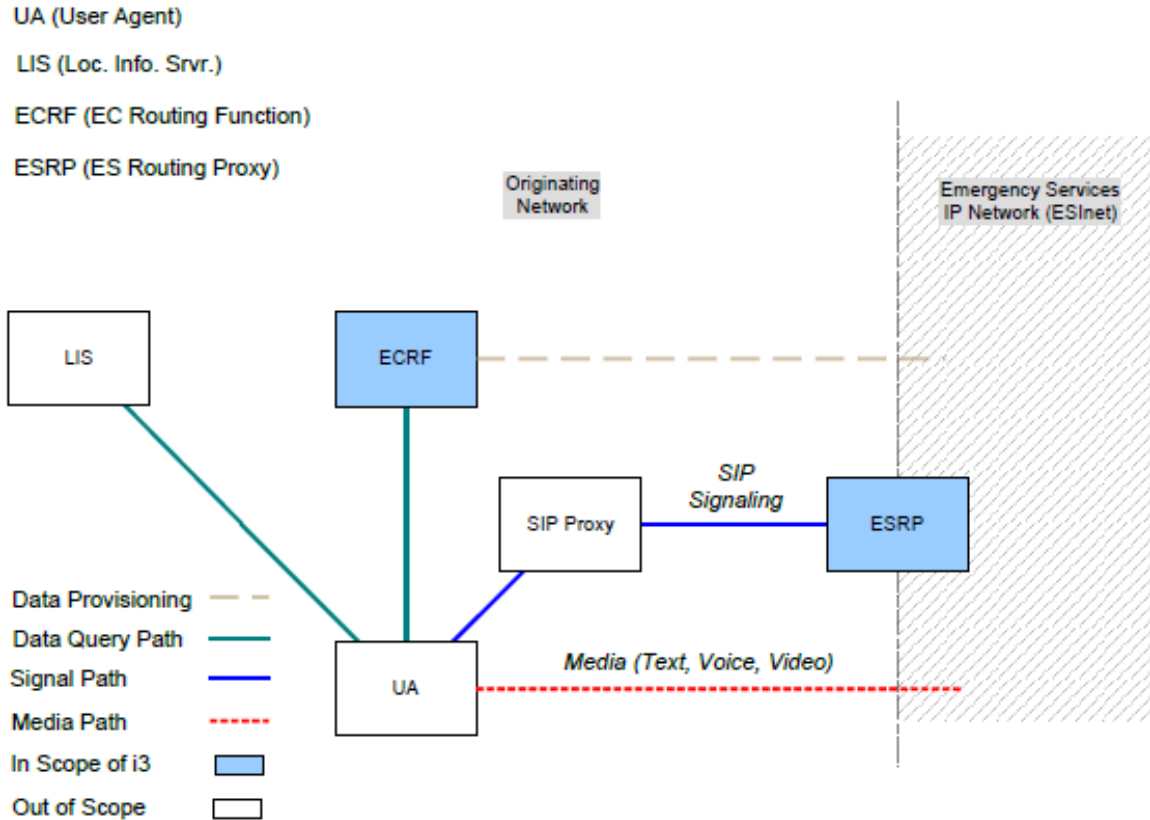 UA (User Agent)
LIS (Loc. Info. Srvr.)
ECRF (EC Routing Function)
ESRP (ES Routing Proxy)
Originating
Network
Emergency Services
IP Network (ESInet)
LIS
ECRF
SIP
Signaling
SIP Proxy
ESRP
Data Provisioning
Data Query Path
Signal Path
Media Path
In Scope of i3
Out of Scope
UA
Media (Text, Voice, Video)